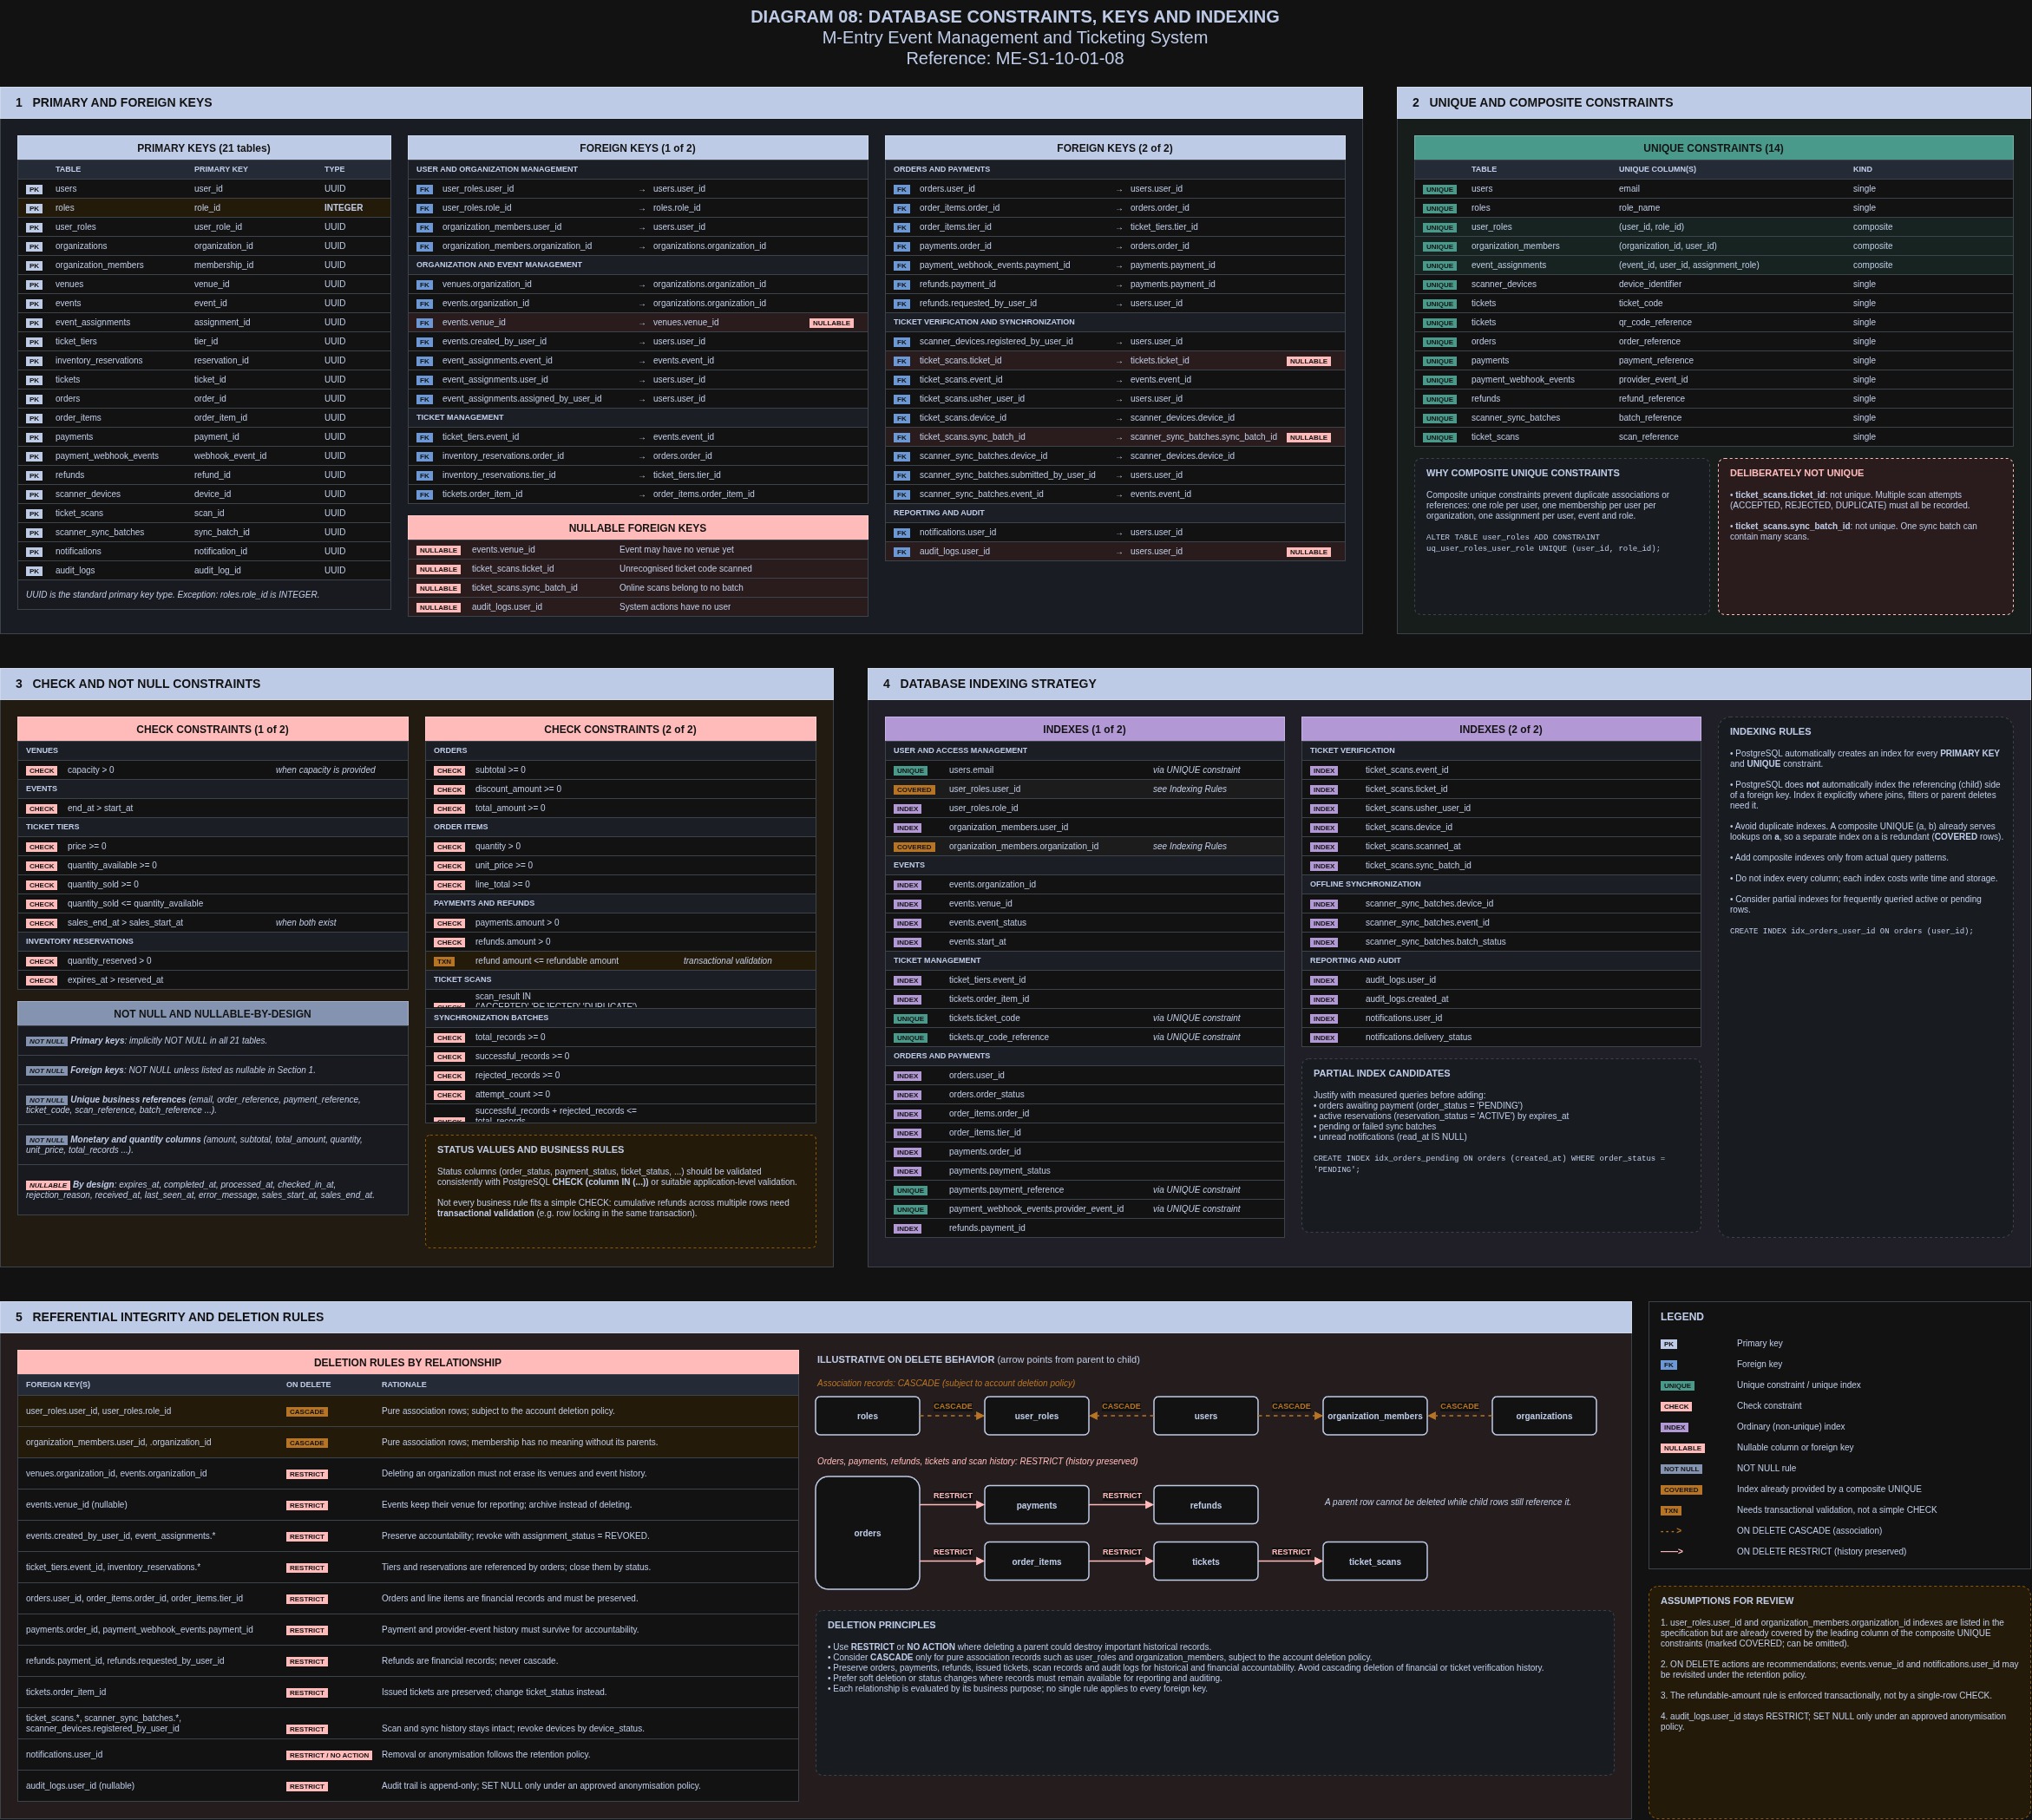 DIAGRAM 08: DATABASE CONSTRAINTS, KEYS AND INDEXING
M-Entry Event Management and Ticketing System
Reference: ME-S1-10-01-08
1 PRIMARY AND FOREIGN KEYS
PRIMARY KEYS (21 tables)
TABLE PRIMARY KEY TYPE
PK users user_id UUID
PK roles role_id INTEGER
PK user_roles user_role_id UUID
PK organizations organization_id UUID
PK organization_members membership_id UUID
PK venues venue_id UUID
PK events event_id UUID
PK event_assignments assignment_id UUID
PK ticket_tiers tier_id UUID
PK inventory_reservations reservation_id UUID
PK tickets ticket_id UUID
PK orders order_id UUID
PK order_items order_item_id UUID
PK payments payment_id UUID
PK payment_webhook_events webhook_event_id UUID
PK refunds refund_id UUID
PK scanner_devices device_id UUID
PK ticket_scans scan_id UUID
PK scanner_sync_batches sync_batch_id UUID
PK notifications notification_id UUID
PK audit_logs audit_log_id UUID
UUID is the standard primary key type. Exception: roles.role_id is INTEGER.
FOREIGN KEYS (1 of 2)
USER AND ORGANIZATION MANAGEMENT
FK user_roles.user_id → users.user_id
FK user_roles.role_id → roles.role_id
FK organization_members.user_id → users.user_id
FK organization_members.organization_id → organizations.organization_id
ORGANIZATION AND EVENT MANAGEMENT
FK venues.organization_id → organizations.organization_id
FK events.organization_id → organizations.organization_id
FK events.venue_id → venues.venue_id NULLABLE
FK events.created_by_user_id → users.user_id
FK event_assignments.event_id → events.event_id
FK event_assignments.user_id → users.user_id
FK event_assignments.assigned_by_user_id → users.user_id
TICKET MANAGEMENT
FK ticket_tiers.event_id → events.event_id
FK inventory_reservations.order_id → orders.order_id
FK inventory_reservations.tier_id → ticket_tiers.tier_id
FK tickets.order_item_id → order_items.order_item_id
NULLABLE FOREIGN KEYS
NULLABLE events.venue_id Event may have no venue yet
NULLABLE ticket_scans.ticket_id Unrecognised ticket code scanned
NULLABLE ticket_scans.sync_batch_id Online scans belong to no batch
NULLABLE audit_logs.user_id System actions have no user
FOREIGN KEYS (2 of 2)
ORDERS AND PAYMENTS
FK orders.user_id → users.user_id
FK order_items.order_id → orders.order_id
FK order_items.tier_id → ticket_tiers.tier_id
FK payments.order_id → orders.order_id
FK payment_webhook_events.payment_id → payments.payment_id
FK refunds.payment_id → payments.payment_id
FK refunds.requested_by_user_id → users.user_id
TICKET VERIFICATION AND SYNCHRONIZATION
FK scanner_devices.registered_by_user_id → users.user_id
FK ticket_scans.ticket_id → tickets.ticket_id NULLABLE
FK ticket_scans.event_id → events.event_id
FK ticket_scans.usher_user_id → users.user_id
FK ticket_scans.device_id → scanner_devices.device_id
FK ticket_scans.sync_batch_id → scanner_sync_batches.sync_batch_id NULLABLE
FK scanner_sync_batches.device_id → scanner_devices.device_id
FK scanner_sync_batches.submitted_by_user_id → users.user_id
FK scanner_sync_batches.event_id → events.event_id
REPORTING AND AUDIT
FK notifications.user_id → users.user_id
FK audit_logs.user_id → users.user_id NULLABLE
2 UNIQUE AND COMPOSITE CONSTRAINTS
UNIQUE CONSTRAINTS (14)
TABLE UNIQUE COLUMN(S) KIND
UNIQUE users email single
UNIQUE roles role_name single
UNIQUE user_roles (user_id, role_id) composite
UNIQUE organization_members (organization_id, user_id) composite
UNIQUE event_assignments (event_id, user_id, assignment_role) composite
UNIQUE scanner_devices device_identifier single
UNIQUE tickets ticket_code single
UNIQUE tickets qr_code_reference single
UNIQUE orders order_reference single
UNIQUE payments payment_reference single
UNIQUE payment_webhook_events provider_event_id single
UNIQUE refunds refund_reference single
UNIQUE scanner_sync_batches batch_reference single
UNIQUE ticket_scans scan_reference single
WHY COMPOSITE UNIQUE CONSTRAINTS
Composite unique constraints prevent duplicate associations or
references: one role per user, one membership per user per
organization, one assignment per user, event and role.
ALTER TABLE user_roles ADD CONSTRAINT
uq_user_roles_user_role UNIQUE (user_id, role_id);
DELIBERATELY NOT UNIQUE
• ticket_scans.ticket_id: not unique. Multiple scan attempts
(ACCEPTED, REJECTED, DUPLICATE) must all be recorded.
• ticket_scans.sync_batch_id: not unique. One sync batch can
contain many scans.
3 CHECK AND NOT NULL CONSTRAINTS
CHECK CONSTRAINTS (1 of 2)
VENUES
CHECK capacity > 0 when capacity is provided
EVENTS
CHECK end_at > start_at
TICKET TIERS
CHECK price >= 0
CHECK quantity_available >= 0
CHECK quantity_sold >= 0
CHECK quantity_sold <= quantity_available
CHECK sales_end_at > sales_start_at when both exist
INVENTORY RESERVATIONS
CHECK quantity_reserved > 0
CHECK expires_at > reserved_at
NOT NULL AND NULLABLE-BY-DESIGN
NOT NULL Primary keys: implicitly NOT NULL in all 21 tables.
NOT NULL Foreign keys: NOT NULL unless listed as nullable in Section 1.
NOT NULL Unique business references (email, order_reference, payment_reference,
ticket_code, scan_reference, batch_reference ...).
NOT NULL Monetary and quantity columns (amount, subtotal, total_amount, quantity,
unit_price, total_records ...).
NULLABLE By design: expires_at, completed_at, processed_at, checked_in_at,
rejection_reason, received_at, last_seen_at, error_message, sales_start_at, sales_end_at.
CHECK CONSTRAINTS (2 of 2)
ORDERS
CHECK subtotal >= 0
CHECK discount_amount >= 0
CHECK total_amount >= 0
ORDER ITEMS
CHECK quantity > 0
CHECK unit_price >= 0
CHECK line_total >= 0
PAYMENTS AND REFUNDS
CHECK payments.amount > 0
CHECK refunds.amount > 0
TXN refund amount <= refundable amount transactional validation
TICKET SCANS
scan_result IN
CHECK ('ACCEPTED','REJECTED','DUPLICATE')
SYNCHRONIZATION BATCHES
CHECK total_records >= 0
CHECK successful_records >= 0
CHECK rejected_records >= 0
CHECK attempt_count >= 0
successful_records + rejected_records <=
CHECK total_records
STATUS VALUES AND BUSINESS RULES
Status columns (order_status, payment_status, ticket_status, ...) should be validated
consistently with PostgreSQL CHECK (column IN (...)) or suitable application-level validation.
Not every business rule fits a simple CHECK: cumulative refunds across multiple rows need
transactional validation (e.g. row locking in the same transaction).
4 DATABASE INDEXING STRATEGY
INDEXES (1 of 2)
USER AND ACCESS MANAGEMENT
UNIQUE users.email via UNIQUE constraint
COVERED user_roles.user_id see Indexing Rules
INDEX user_roles.role_id
INDEX organization_members.user_id
COVERED organization_members.organization_id see Indexing Rules
EVENTS
INDEX events.organization_id
INDEX events.venue_id
INDEX events.event_status
INDEX events.start_at
TICKET MANAGEMENT
INDEX ticket_tiers.event_id
INDEX tickets.order_item_id
UNIQUE tickets.ticket_code via UNIQUE constraint
UNIQUE tickets.qr_code_reference via UNIQUE constraint
ORDERS AND PAYMENTS
INDEX orders.user_id
INDEX orders.order_status
INDEX order_items.order_id
INDEX order_items.tier_id
INDEX payments.order_id
INDEX payments.payment_status
UNIQUE payments.payment_reference via UNIQUE constraint
UNIQUE payment_webhook_events.provider_event_id via UNIQUE constraint
INDEX refunds.payment_id
INDEXES (2 of 2)
TICKET VERIFICATION
INDEX ticket_scans.event_id
INDEX ticket_scans.ticket_id
INDEX ticket_scans.usher_user_id
INDEX ticket_scans.device_id
INDEX ticket_scans.scanned_at
INDEX ticket_scans.sync_batch_id
OFFLINE SYNCHRONIZATION
INDEX scanner_sync_batches.device_id
INDEX scanner_sync_batches.event_id
INDEX scanner_sync_batches.batch_status
REPORTING AND AUDIT
INDEX audit_logs.user_id
INDEX audit_logs.created_at
INDEX notifications.user_id
INDEX notifications.delivery_status
PARTIAL INDEX CANDIDATES
Justify with measured queries before adding:
• orders awaiting payment (order_status = 'PENDING')
• active reservations (reservation_status = 'ACTIVE') by expires_at
• pending or failed sync batches
• unread notifications (read_at IS NULL)
CREATE INDEX idx_orders_pending ON orders (created_at) WHERE order_status =
'PENDING';
INDEXING RULES
• PostgreSQL automatically creates an index for every PRIMARY KEY
and UNIQUE constraint.
• PostgreSQL does not automatically index the referencing (child) side
of a foreign key. Index it explicitly where joins, filters or parent deletes
need it.
• Avoid duplicate indexes. A composite UNIQUE (a, b) already serves
lookups on a, so a separate index on a is redundant (COVERED rows).
• Add composite indexes only from actual query patterns.
• Do not index every column; each index costs write time and storage.
• Consider partial indexes for frequently queried active or pending
rows.
CREATE INDEX idx_orders_user_id ON orders (user_id);
5 REFERENTIAL INTEGRITY AND DELETION RULES
DELETION RULES BY RELATIONSHIP
FOREIGN KEY(S) ON DELETE RATIONALE
user_roles.user_id, user_roles.role_id CASCADE Pure association rows; subject to the account deletion policy.
organization_members.user_id, .organization_id CASCADE Pure association rows; membership has no meaning without its parents.
venues.organization_id, events.organization_id RESTRICT Deleting an organization must not erase its venues and event history.
events.venue_id (nullable) RESTRICT Events keep their venue for reporting; archive instead of deleting.
events.created_by_user_id, event_assignments.* RESTRICT Preserve accountability; revoke with assignment_status = REVOKED.
ticket_tiers.event_id, inventory_reservations.* RESTRICT Tiers and reservations are referenced by orders; close them by status.
orders.user_id, order_items.order_id, order_items.tier_id RESTRICT Orders and line items are financial records and must be preserved.
payments.order_id, payment_webhook_events.payment_id RESTRICT Payment and provider-event history must survive for accountability.
refunds.payment_id, refunds.requested_by_user_id RESTRICT Refunds are financial records; never cascade.
tickets.order_item_id RESTRICT Issued tickets are preserved; change ticket_status instead.
ticket_scans.*, scanner_sync_batches.*,
scanner_devices.registered_by_user_id RESTRICT Scan and sync history stays intact; revoke devices by device_status.
notifications.user_id RESTRICT / NO ACTION Removal or anonymisation follows the retention policy.
audit_logs.user_id (nullable) RESTRICT Audit trail is append-only; SET NULL only under an approved anonymisation policy.
ILLUSTRATIVE ON DELETE BEHAVIOR (arrow points from parent to child)
Association records: CASCADE (subject to account deletion policy)
roles CASCADE user_roles CASCADE users CASCADE organization_members CASCADE organizations
Orders, payments, refunds, tickets and scan history: RESTRICT (history preserved)
RESTRICT payments RESTRICT refunds A parent row cannot be deleted while child rows still reference it.
orders
RESTRICT order_items RESTRICT tickets RESTRICT ticket_scans
DELETION PRINCIPLES
• Use RESTRICT or NO ACTION where deleting a parent could destroy important historical records.
• Consider CASCADE only for pure association records such as user_roles and organization_members, subject to the account deletion policy.
• Preserve orders, payments, refunds, issued tickets, scan records and audit logs for historical and financial accountability. Avoid cascading deletion of financial or ticket verification history.
• Prefer soft deletion or status changes where records must remain available for reporting and auditing.
• Each relationship is evaluated by its business purpose; no single rule applies to every foreign key.
LEGEND
PK Primary key
FK Foreign key
UNIQUE Unique constraint / unique index
CHECK Check constraint
INDEX Ordinary (non-unique) index
NULLABLE Nullable column or foreign key
NOT NULL NOT NULL rule
COVERED Index already provided by a composite UNIQUE
TXN Needs transactional validation, not a simple CHECK
- - - > ON DELETE CASCADE (association)
——> ON DELETE RESTRICT (history preserved)
ASSUMPTIONS FOR REVIEW
1. user_roles.user_id and organization_members.organization_id indexes are listed in the
specification but are already covered by the leading column of the composite UNIQUE
constraints (marked COVERED; can be omitted).
2. ON DELETE actions are recommendations; events.venue_id and notifications.user_id may
be revisited under the retention policy.
3. The refundable-amount rule is enforced transactionally, not by a single-row CHECK.
4. audit_logs.user_id stays RESTRICT; SET NULL only under an approved anonymisation
policy.